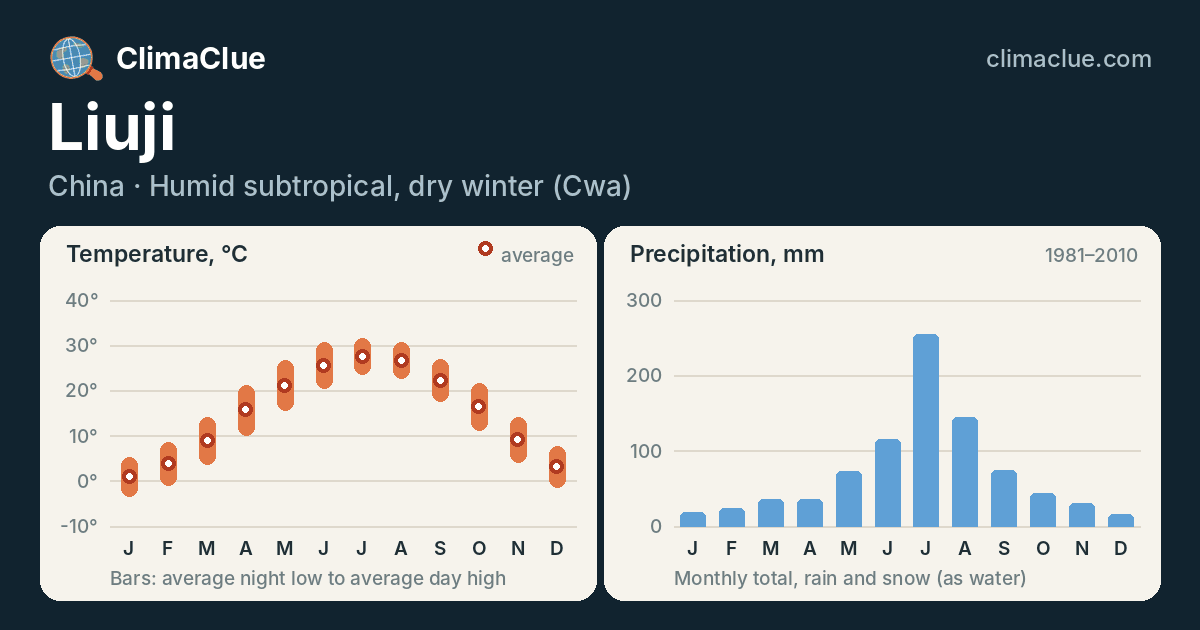 ClimaClue
climaclue.com
Liuji
China · Humid subtropical, dry winter (Cwa)
Temperature, °C
average
40°
30°
20°
10°
0°
-10°
J F M A M J J A S O N D
Bars: average night low to average day high
Precipitation, mm
1981–2010
300
200
100
0
J F M A M J J A S O N D
Monthly total, rain and snow (as water)